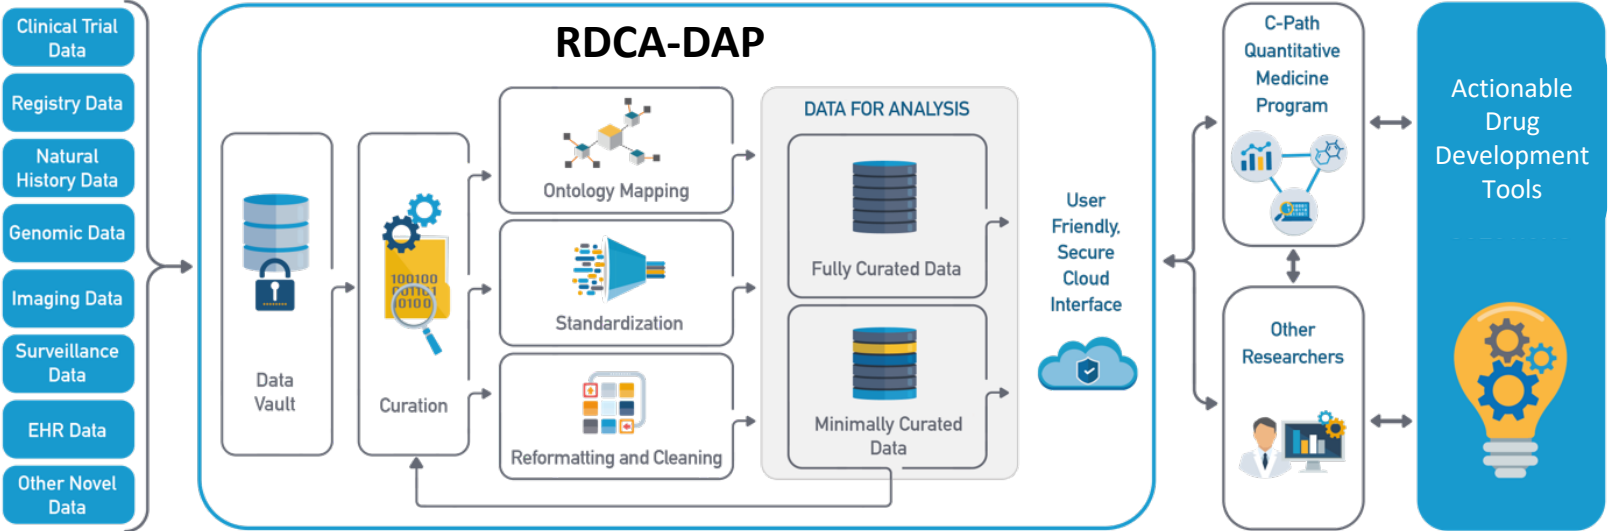 Clinical Trial
Data
Registry Data
Natural
History Data
Genomic Data
Imaging Data
Surveillance
Data
EHR Data
Other Novel
Data
RDCA-DAP
Data
Vault
100100
001101
00100
Curation
Ontology Mapping
Standardization
Reformatting and Cleaning
DATA FOR ANALYSIS
Fully Curated Data
Minimally Curated
Data
User
Friendly,
Secure
Cloud
Interface
C-Path
Quantitative
Medicine
Program
Other
Researchers
Actionable
Drug
Development
Tools